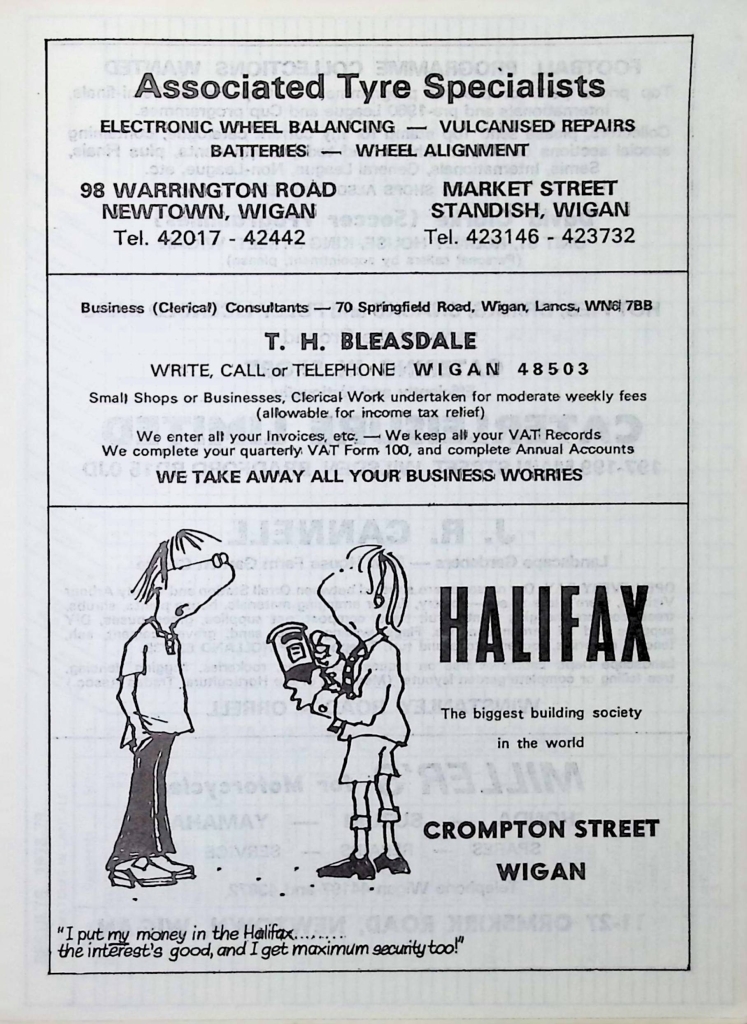 Associated Tyre Specialists
ELECTRONIC WHEEL BALANCING — VULCANISED REPAIRS
BATTERIES — WHEEL ALIGNMENT
98 WARRINGTON ROAD
NEWTOWN, WIGAN
Tel. 42017 - 42442
MARKET STREET
STANDISH, WIGAN
Tel. 423146 - 423732
Business (Clerical) Consultants — 70 Springfield Road, Wigan, Lancs., WN6 7BB
T. H. BLEASDALE
WRITE, CALL or TELEPHONE WIGAN 48503
Small Shops or Businesses, Clerical Work undertaken for moderate weekly fees
(allowable for income tax relief)
We enter all your Invoices, etc. — We keep all your VAT Records
We complete your quarterly VAT Form 100, and complete Annual Accounts
WE TAKE AWAY ALL YOUR BUSINESS WORRIES
HALIFAX
The biggest building society
in the world
CROMPTON STREET
WIGAN
"I put my money in the Halifax........
the interest's good, and I get maximum security too!"